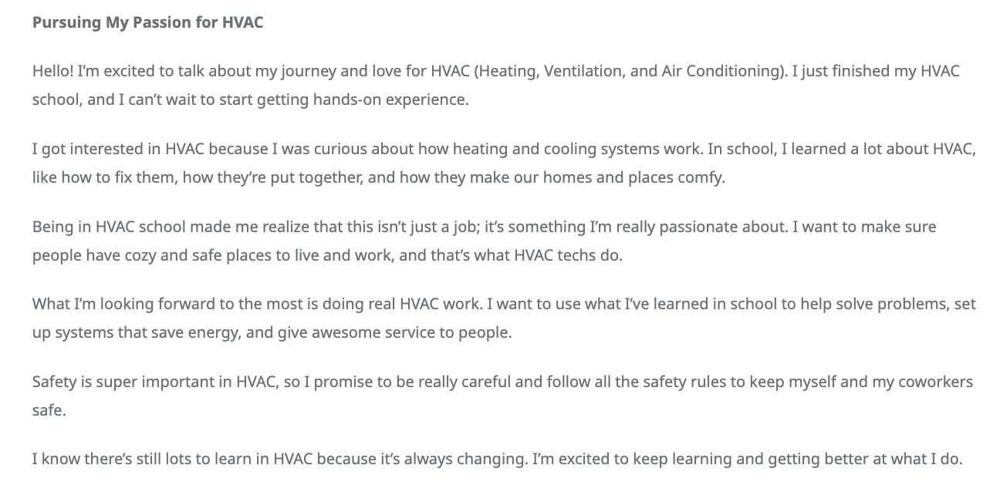 Pursuing My Passion for HVAC
Hello! I’m excited to talk about my journey and love for HVAC (Heating, Ventilation, and Air Conditioning). I just finished my HVAC
school, and I can’t wait to start getting hands-on experience.
I got interested in HVAC because I was curious about how heating and cooling systems work. In school, I learned a lot about HVAC,
like how to fix them, how they’re put together, and how they make our homes and places comfy.
Being in HVAC school made me realize that this isn’t just a job; it’s something I’m really passionate about. I want to make sure
people have cozy and safe places to live and work, and that’s what HVAC techs do.
What I’m looking forward to the most is doing real HVAC work. I want to use what I’ve learned in school to help solve problems, set
up systems that save energy, and give awesome service to people.
Safety is super important in HVAC, so I promise to be really careful and follow all the safety rules to keep myself and my coworkers
safe.
I know there’s still lots to learn in HVAC because it’s always changing. I’m excited to keep learning and getting better at what I do.